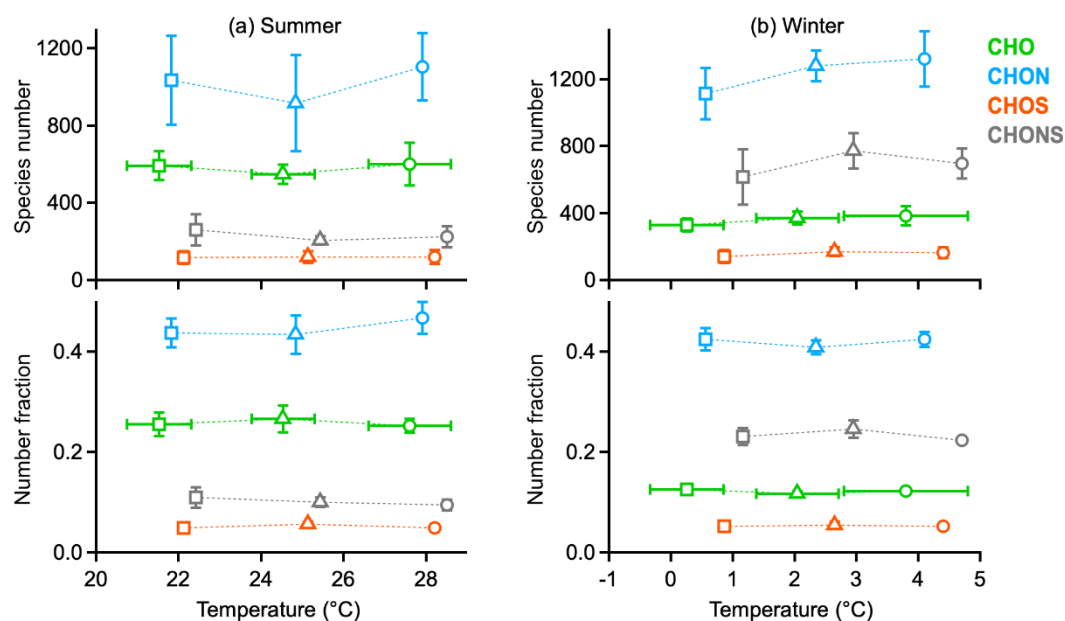 (a) Summer
(b) Winter
CHO
CHON
CHOS
CHONS
Species number
1200
800
400
0
Species number
1200
800
400
0
Number fraction
0.4
0.2
0.0
Number fraction
0.4
0.2
0.0
20 22 24 26 28
-1 0 1 2 3 4 5
Temperature (°C)
Temperature (°C)